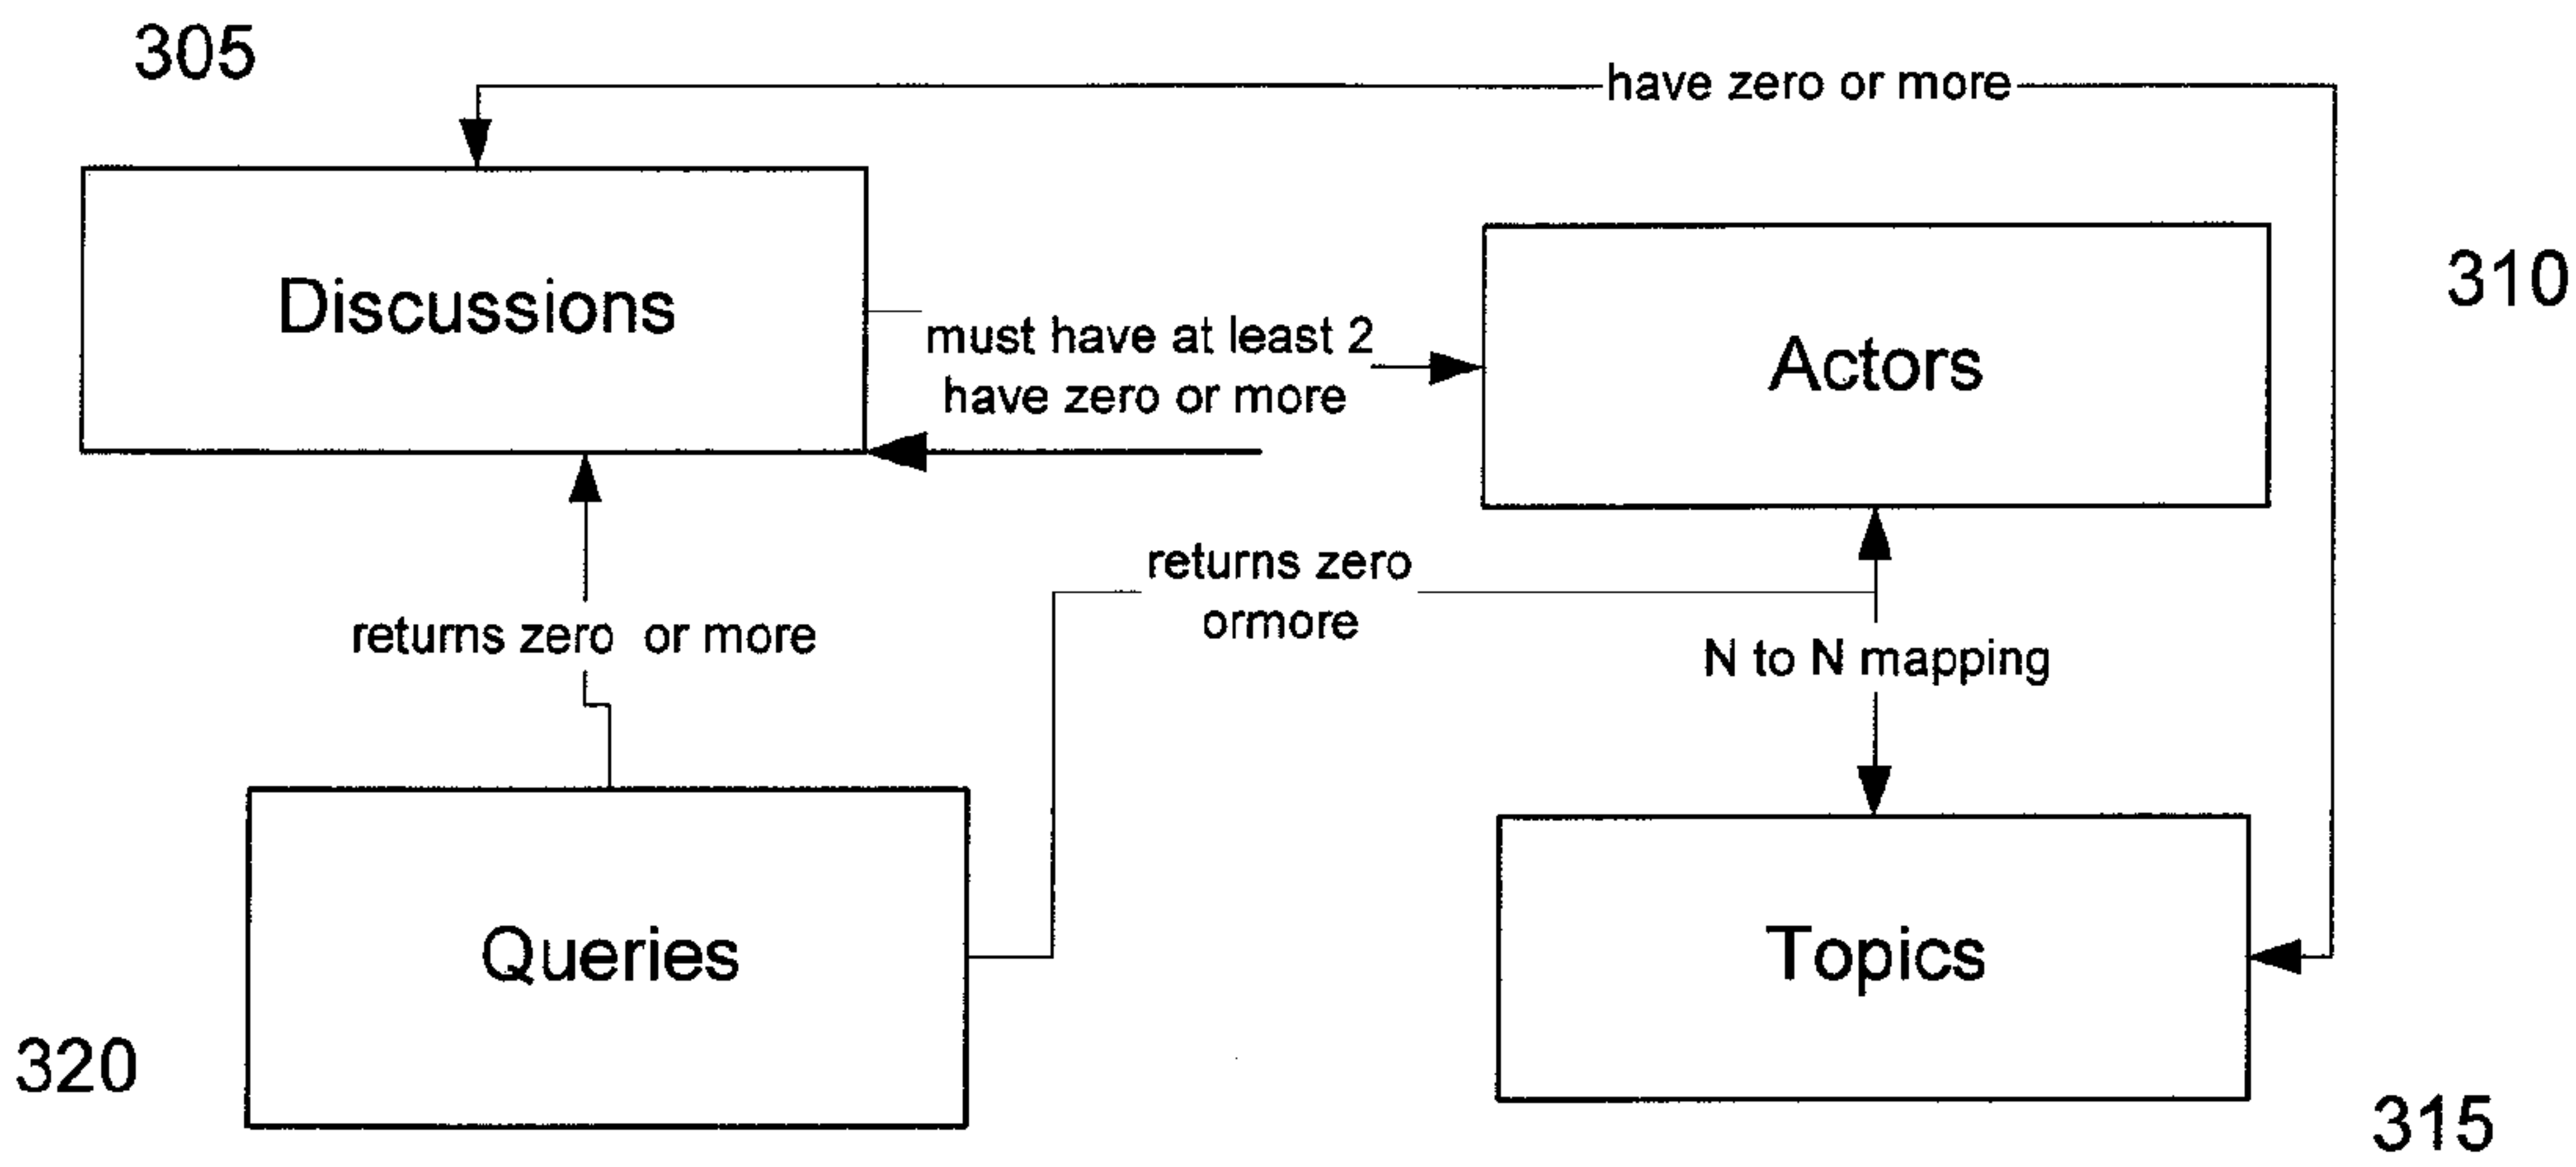 305
have zero or more
Discussions
310
must have at least 2
have zero or more
Actors
returns zero
ormore
returns zero or more
N to N mapping
Queries
Topics
320
315